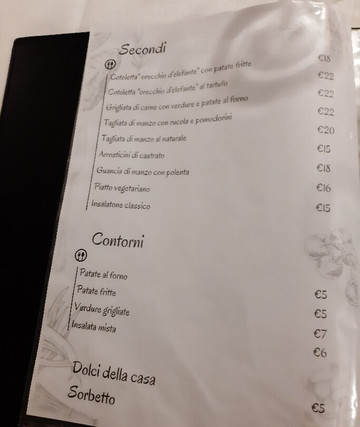 Secondi
Cotoletta "orecchio d'elefante" con patate fritte €18
Cotoletta "orecchio d'elefante" al tartufo €22
Grigliata di carne con verdure e patate al forno €22
Tagliata di manzo con rucola e pomodorini €22
Tagliata di manzo al naturale €20
Arrosticini di castrato €15
Guancia di manzo con polenta €18
Piatto vegetariano €16
Insalatone classico €15
Contorni
Patate al forno €5
Patate fritte €5
Verdure grigliate €7
Insalata mista €6
Dolci della casa
Sorbetto €5